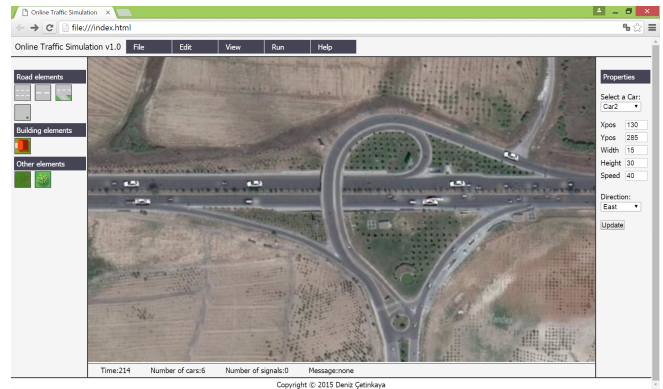 Online Traffic Simulation
file:///index.html
Online Traffic Simulation v1.0 File Edit View Run Help
Road elements
Building elements
Other elements
Properties
Select a Car:
Car2
Xpos 130
Ypos 285
Width 15
Height 30
Speed 40
Direction:
East
Update
Time:214 Number of cars:6 Number of signals:0 Message:none
Copyright © 2015 Deniz Çetinkaya